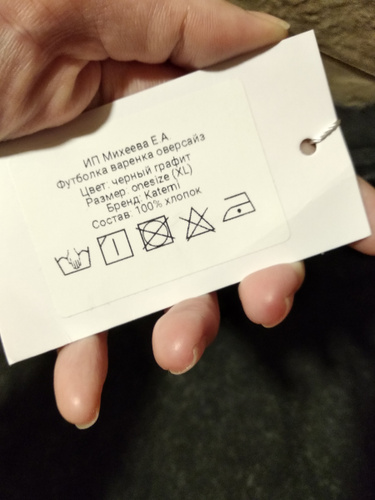 ИП Михеева Е.А.
Футболка варенка оверсайз
Цвет: черный графит
Размер: onesize (XL)
Бренд: Katemi
Состав: 100% хлопок